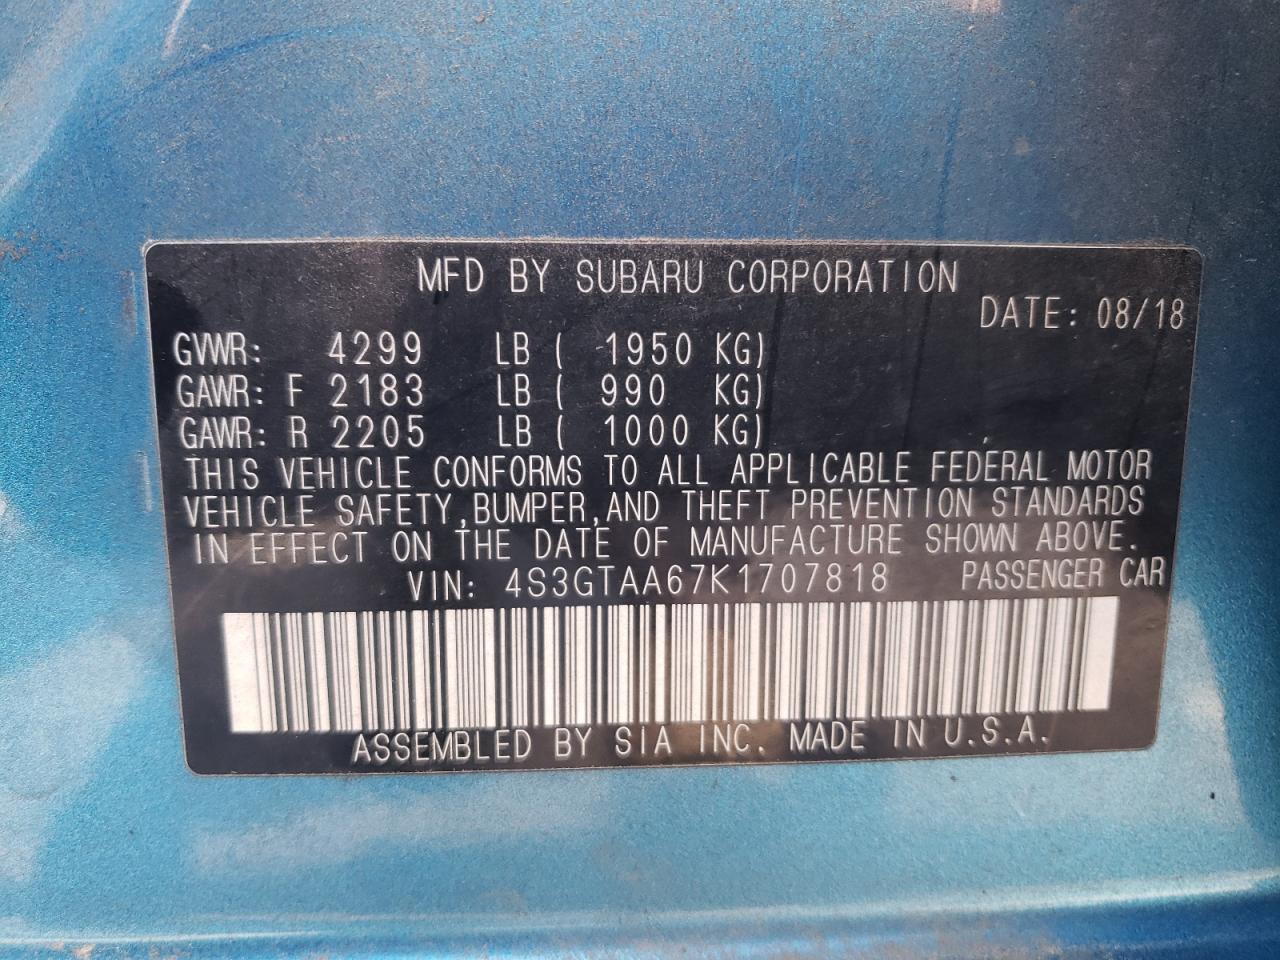 MFD BY SUBARU CORPORATION
DATE: 08/18
GVWR: 4299 LB ( 1950 KG)
GAWR: F 2183 LB ( 990 KG)
GAWR: R 2205 LB ( 1000 KG)
THIS VEHICLE CONFORMS TO ALL APPLICABLE FEDERAL MOTOR
VEHICLE SAFETY,BUMPER,AND THEFT PREVENTION STANDARDS
IN EFFECT ON THE DATE OF MANUFACTURE SHOWN ABOVE.
VIN: 4S3GTAA67K1707818 PASSENGER CAR
ASSEMBLED BY SIA INC. MADE IN U.S.A.